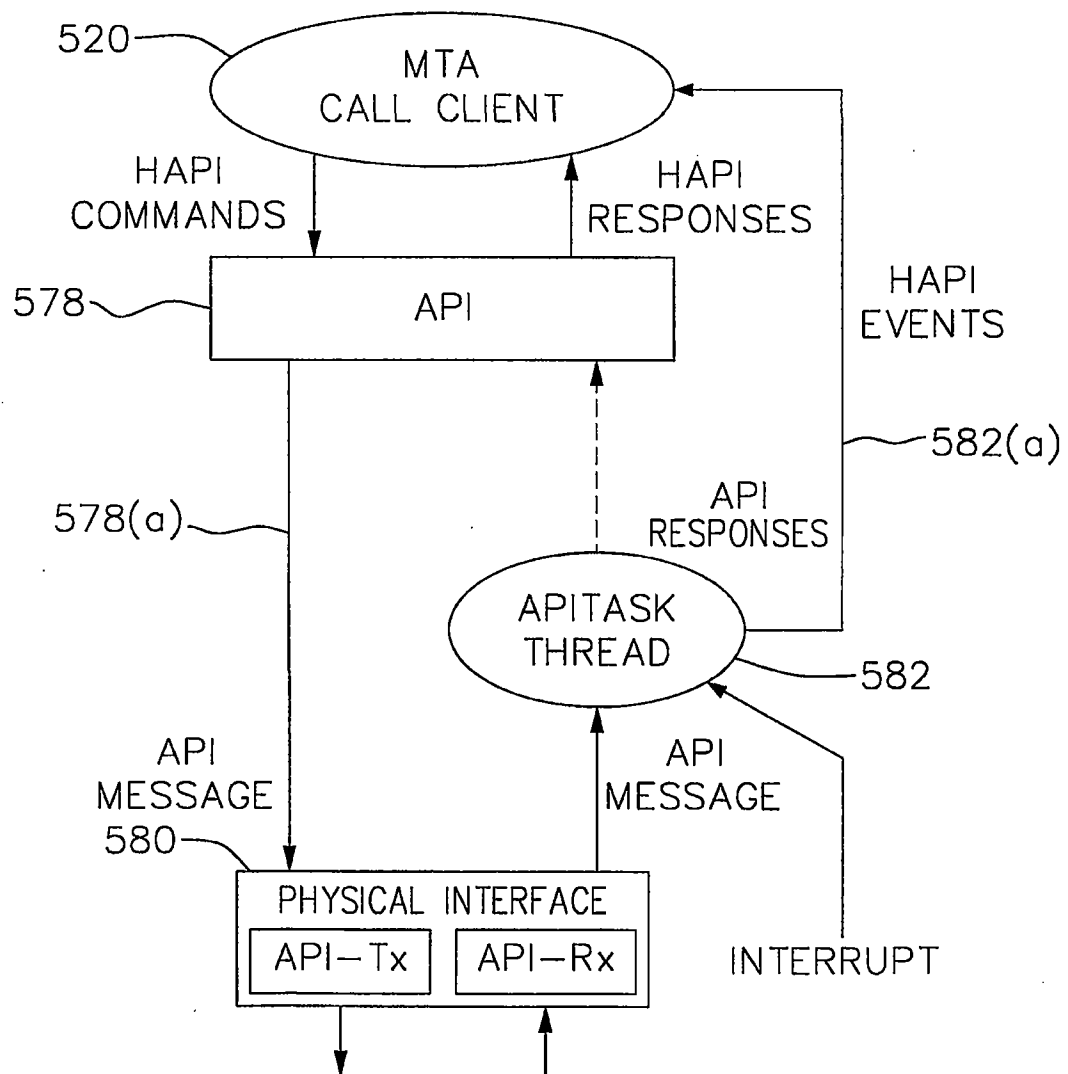 520
MTA
CALL CLIENT
HAPI
COMMANDS
HAPI
RESPONSES
578
API
HAPI
EVENTS
582(a)
578(a)
API
RESPONSES
APITASK
THREAD
582
API
MESSAGE
API
MESSAGE
580
PHYSICAL INTERFACE
API-Tx
API-Rx
INTERRUPT